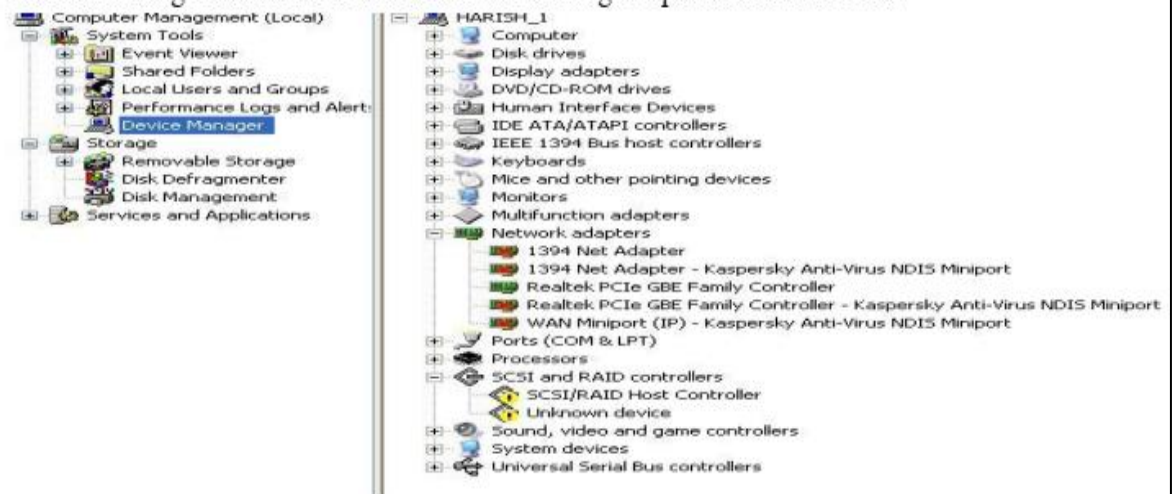 Computer Management (Local)
System Tools
Event Viewer
Shared Folders
Local Users and Groups
Performance Logs and Alert
Device Manager
Storage
Removable Storage
Disk Defragmenter
Disk Management
Services and Applications
HARISH_1
Computer
Disk drives
Display adapters
DVD/CD-ROM drives
Human Interface Devices
IDE ATA/ATAPI controllers
IEEE 1394 Bus host controllers
Keyboards
Mice and other pointing devices
Monitors
Multifunction adapters
Network adapters
1394 Net Adapter
1394 Net Adapter - Kaspersky Anti-Virus NDIS Miniport
Realtek PCIe GBE Family Controller
Realtek PCIe GBE Family Controller - Kaspersky Anti-Virus NDIS Miniport
WAN Miniport (IP) - Kaspersky Anti-Virus NDIS Miniport
Ports (COM & LPT)
Processors
SCSI and RAID controllers
SCSI/RAID Host Controller
Unknown device
Sound, video and game controllers
System devices
Universal Serial Bus controllers